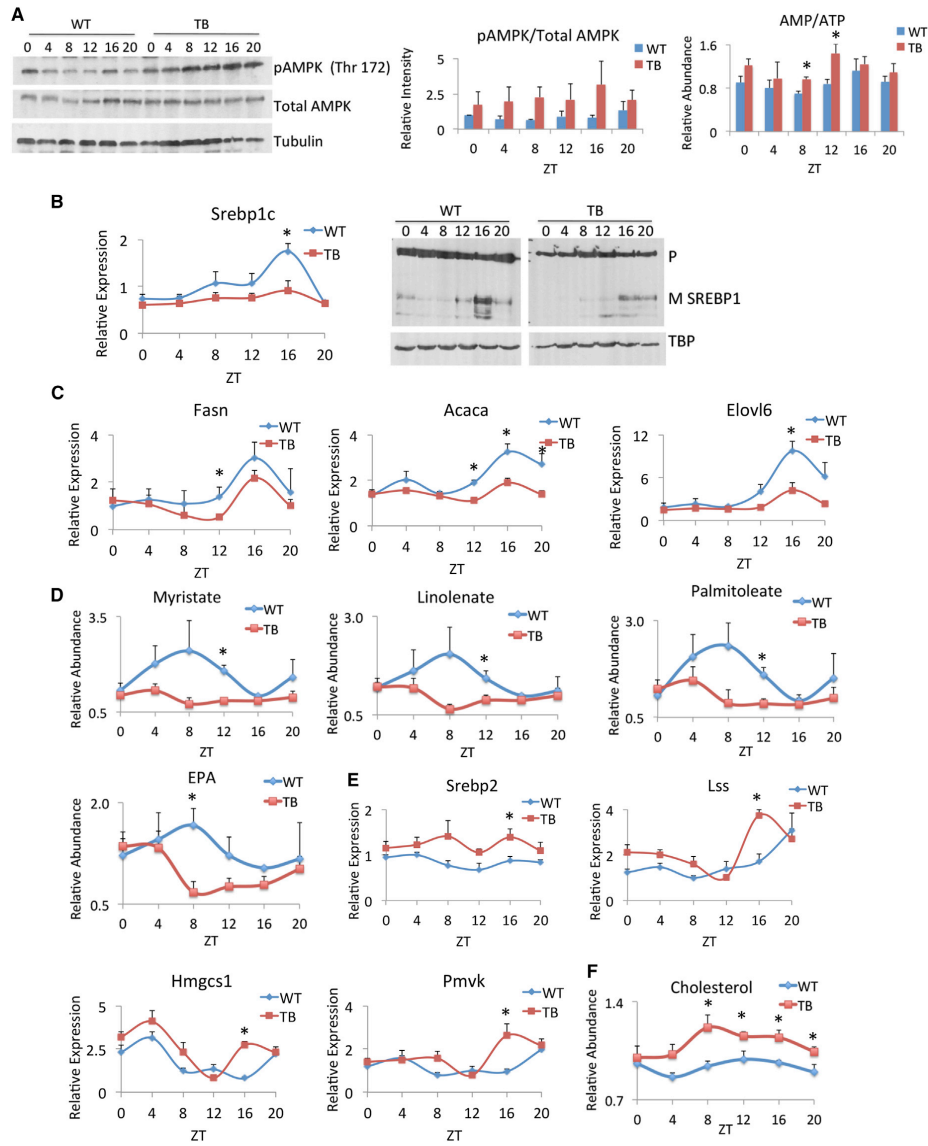 A
WT TB
0 4 8 12 16 20 0 4 8 12 16 20
pAMPK (Thr 172)
Total AMPK
Tubulin
pAMPK/Total AMPK
WT
TB
Relative Intensity
5
2.5
0
0 4 8 12 16 20
ZT
AMP/ATP
WT
TB
Relative Abundance
1.6
0.8
0
* *
0 4 8 12 16 20
ZT
B
Srebp1c
WT
TB
Relative Expression
2
1
0
*
0 4 8 12 16 20
ZT
WT TB
0 4 8 12 16 20 0 4 8 12 16 20
P
M SREBP1
TBP
C
Fasn
WT
TB
Relative Expression
4
2
0
*
0 4 8 12 16 20
ZT
Acaca
WT
TB
Relative Expression
4
2
0
* * *
0 4 8 12 16 20
ZT
Elovl6
WT
TB
Relative Expression
12
6
0
*
0 4 8 12 16 20
ZT
D
Myristate
WT
TB
Relative Abundance
3.5
0.5
*
0 4 8 12 16 20
ZT
Linolenate
WT
TB
Relative Abundance
3.0
0.5
*
0 4 8 12 16 20
ZT
Palmitoleate
WT
TB
Relative Abundance
3.0
0.5
*
0 4 8 12 16 20
ZT
EPA
WT
TB
Relative Abundance
2.0
0.5
*
0 4 8 12 16 20
ZT
E
Srebp2
WT
TB
Relative Expression
2
1
0
*
0 4 8 12 16 20
ZT
Lss
WT
TB
Relative Expression
4
2
0
*
0 4 8 12 16 20
ZT
Hmgcs1
WT
TB
Relative Expression
5
2.5
0
*
0 4 8 12 16 20
ZT
Pmvk
WT
TB
Relative Expression
4
2
0
*
0 4 8 12 16 20
ZT
F
Cholesterol
WT
TB
Relative Abundance
1.4
0.7
* * * *
0 4 8 12 16 20
ZT